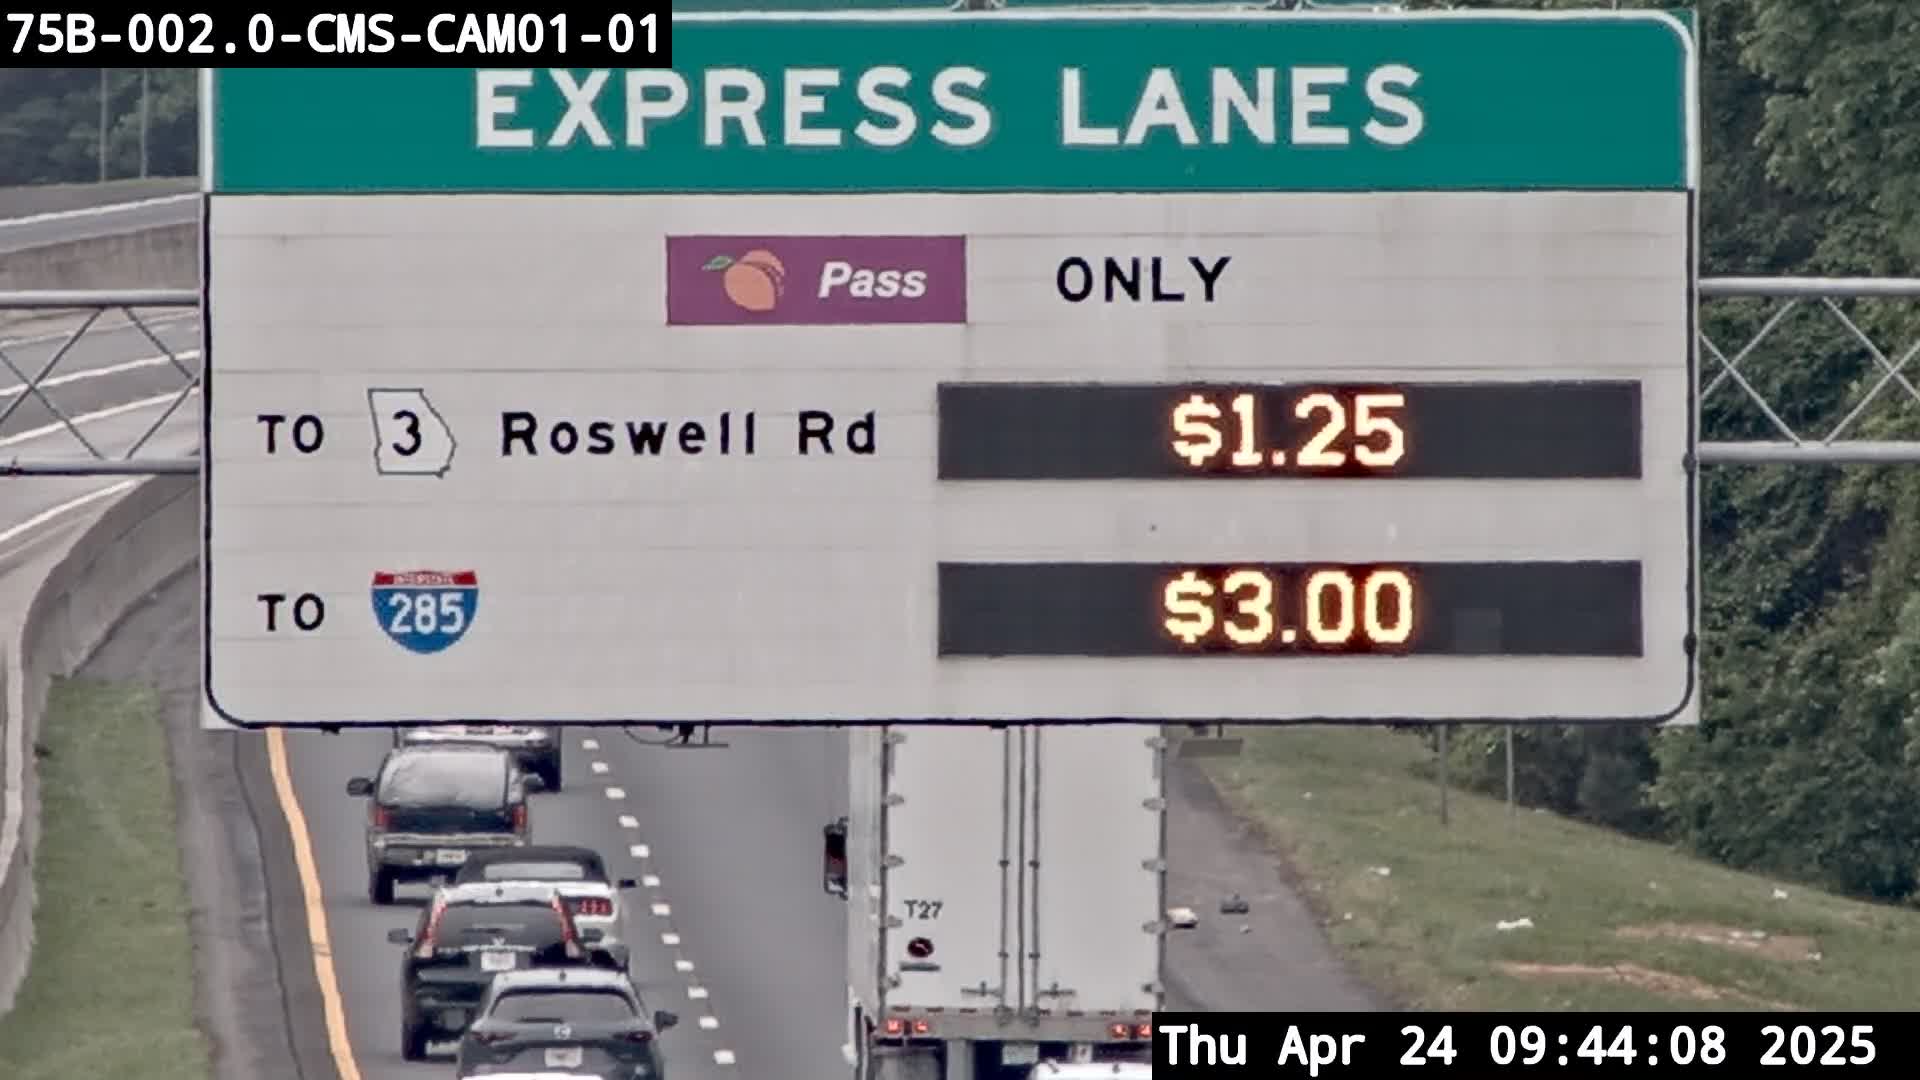 75B-002.0-CMS-CAM01-01
EXPRESS LANES
Pass ONLY
TO 3 Roswell Rd $1.25
INTERSTATE
TO 285 $3.00
T27
Thu Apr 24 09:44:08 2025